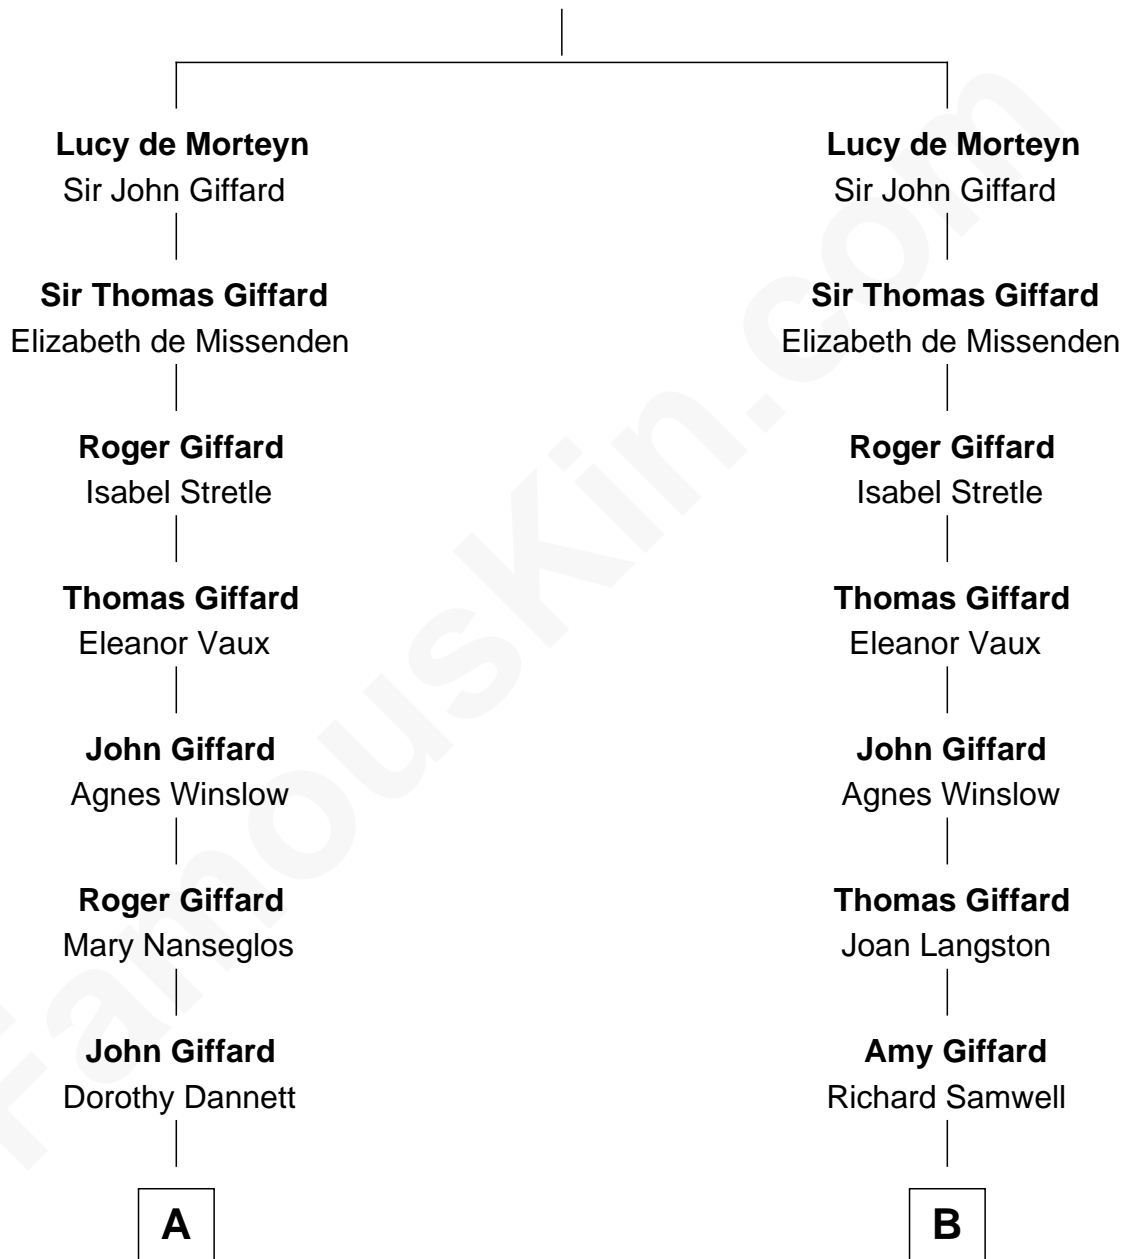 Lucy de Morteyn
Sir John Giffard
Sir Thomas Giffard
Elizabeth de Missenden
Roger Giffard
Isabel Stretle
Thomas Giffard
Eleanor Vaux
John Giffard
Agnes Winslow
Roger Giffard
Mary Nanseglos
John Giffard
Dorothy Dannett
A
Lucy de Morteyn
Sir John Giffard
Sir Thomas Giffard
Elizabeth de Missenden
Roger Giffard
Isabel Stretle
Thomas Giffard
Eleanor Vaux
John Giffard
Agnes Winslow
Thomas Giffard
Joan Langston
Amy Giffard
Richard Samwell
B
FamousKin.com